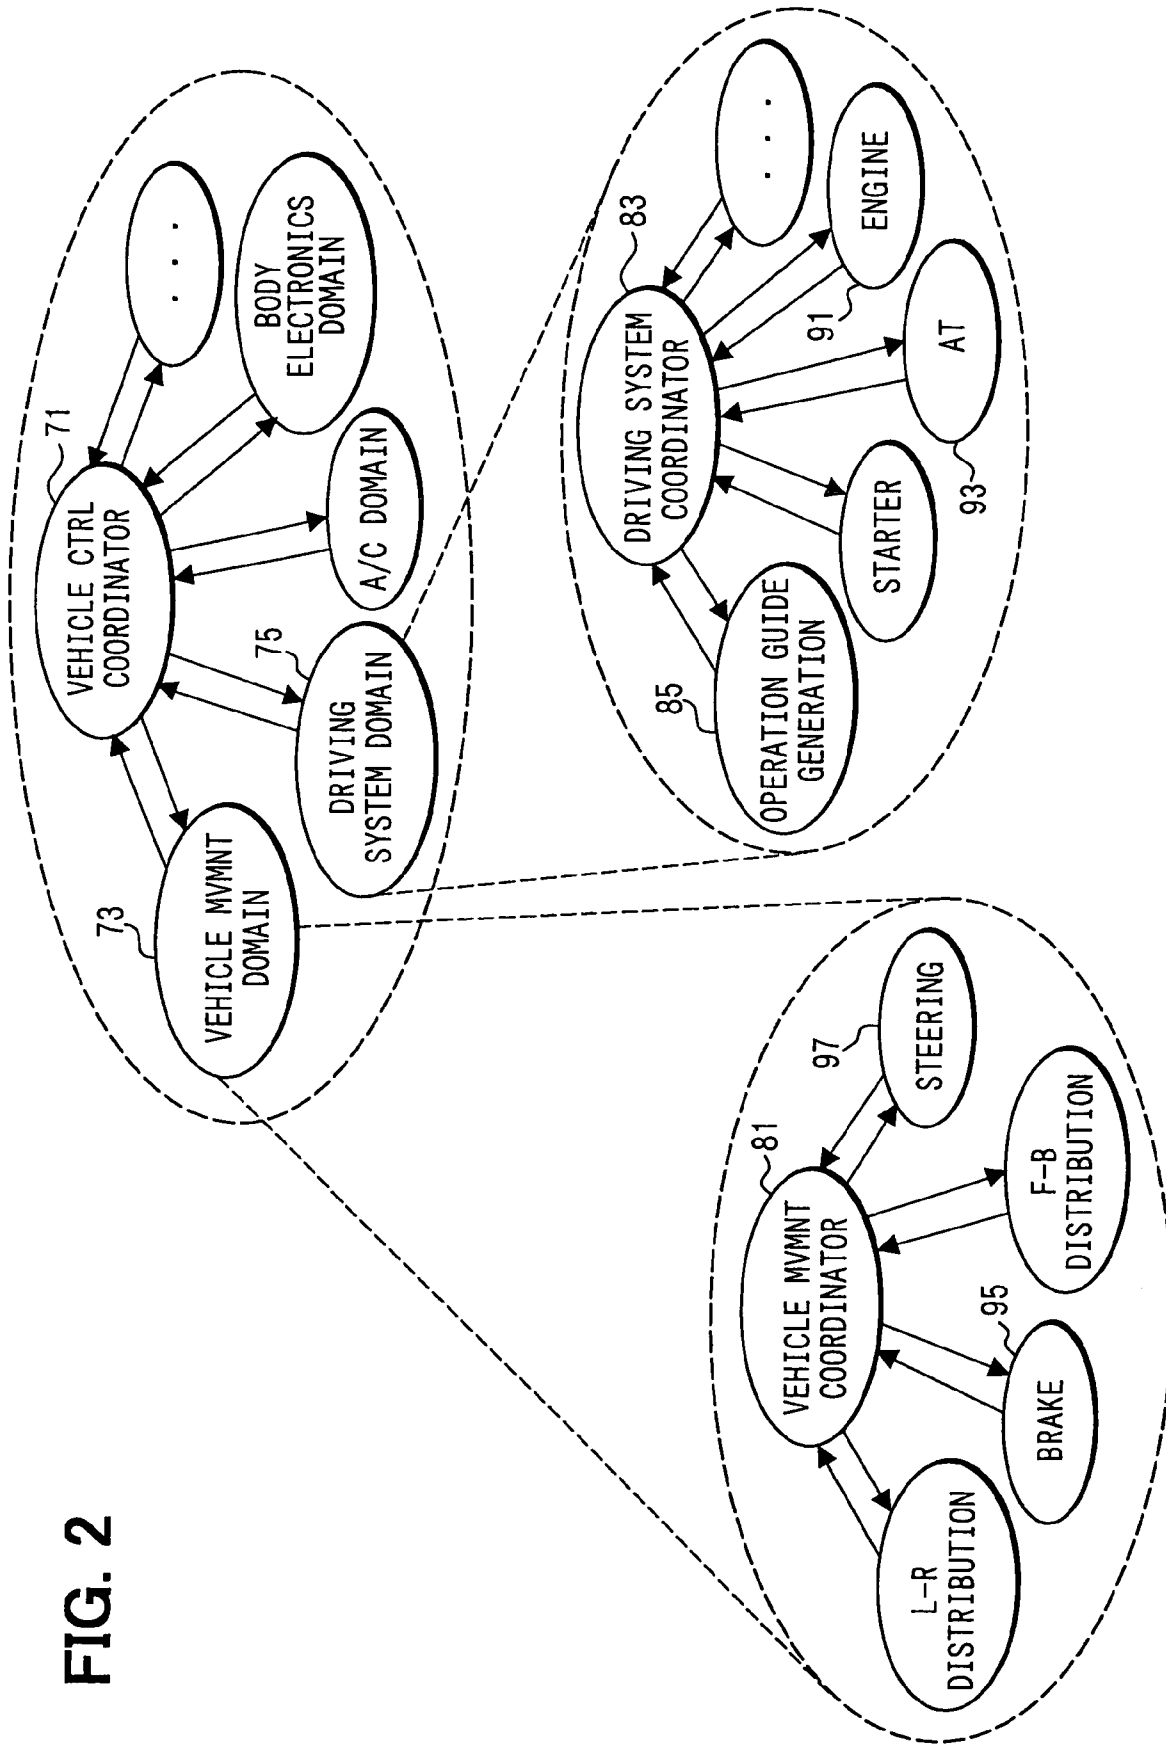 FIG. 2
71
VEHICLE CTRL
COORDINATOR
73
VEHICLE MVMNT
DOMAIN
75
DRIVING
SYSTEM DOMAIN
A/C DOMAIN
BODY
ELECTRONICS
DOMAIN
. . .
81
VEHICLE MVMNT
COORDINATOR
L-R
DISTRIBUTION
95
BRAKE
F-B
DISTRIBUTION
97
STEERING
83
DRIVING SYSTEM
COORDINATOR
85
OPERATION GUIDE
GENERATION
STARTER
93
AT
91
ENGINE
. . .